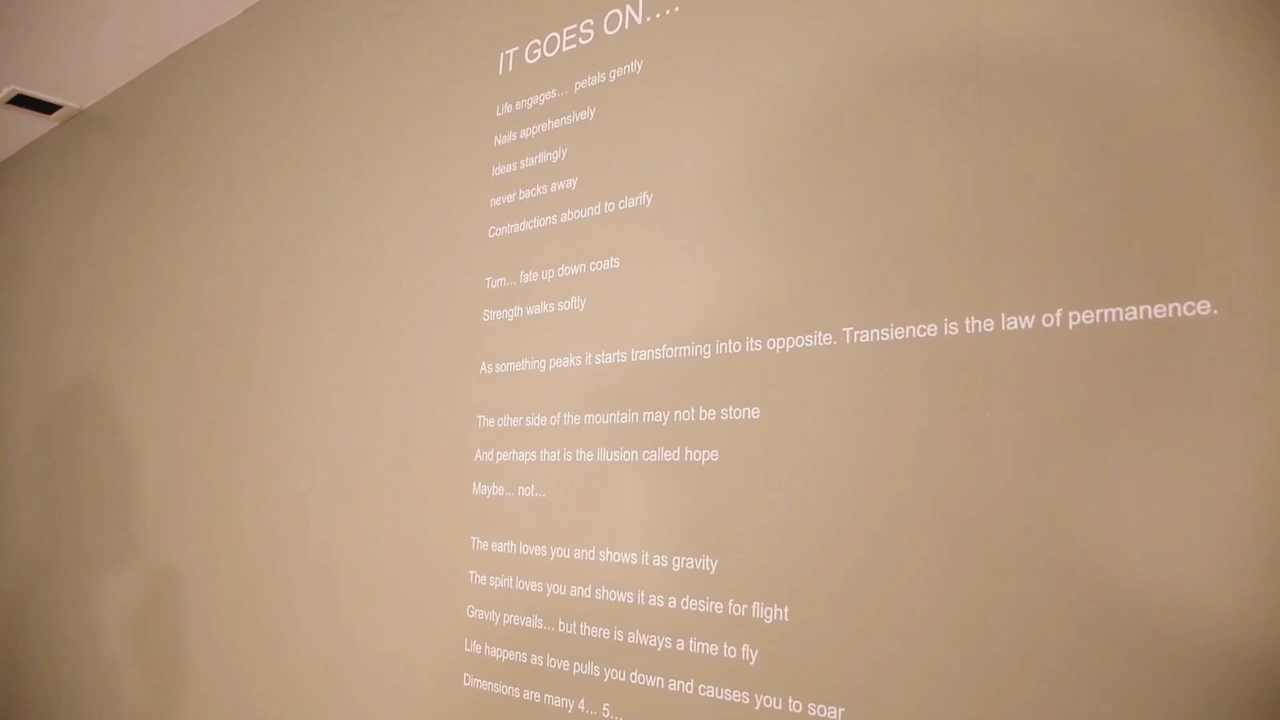 IT GOES ON....
Life engages... petals gently
Nails apprehensively
Ideas startlingly
never backs away
Contradictions abound to clarify
Turn... fate up down coats
Strength walks softly
As something peaks it starts transforming into its opposite. Transience is the law of permanence.
The other side of the mountain may not be stone
And perhaps that is the illusion called hope
Maybe... not...
The earth loves you and shows it as gravity
The spirit loves you and shows it as a desire for flight
Gravity prevails... but there is always a time to fly
Life happens as love pulls you down and causes you to soar
Dimensions are many 4... 5...